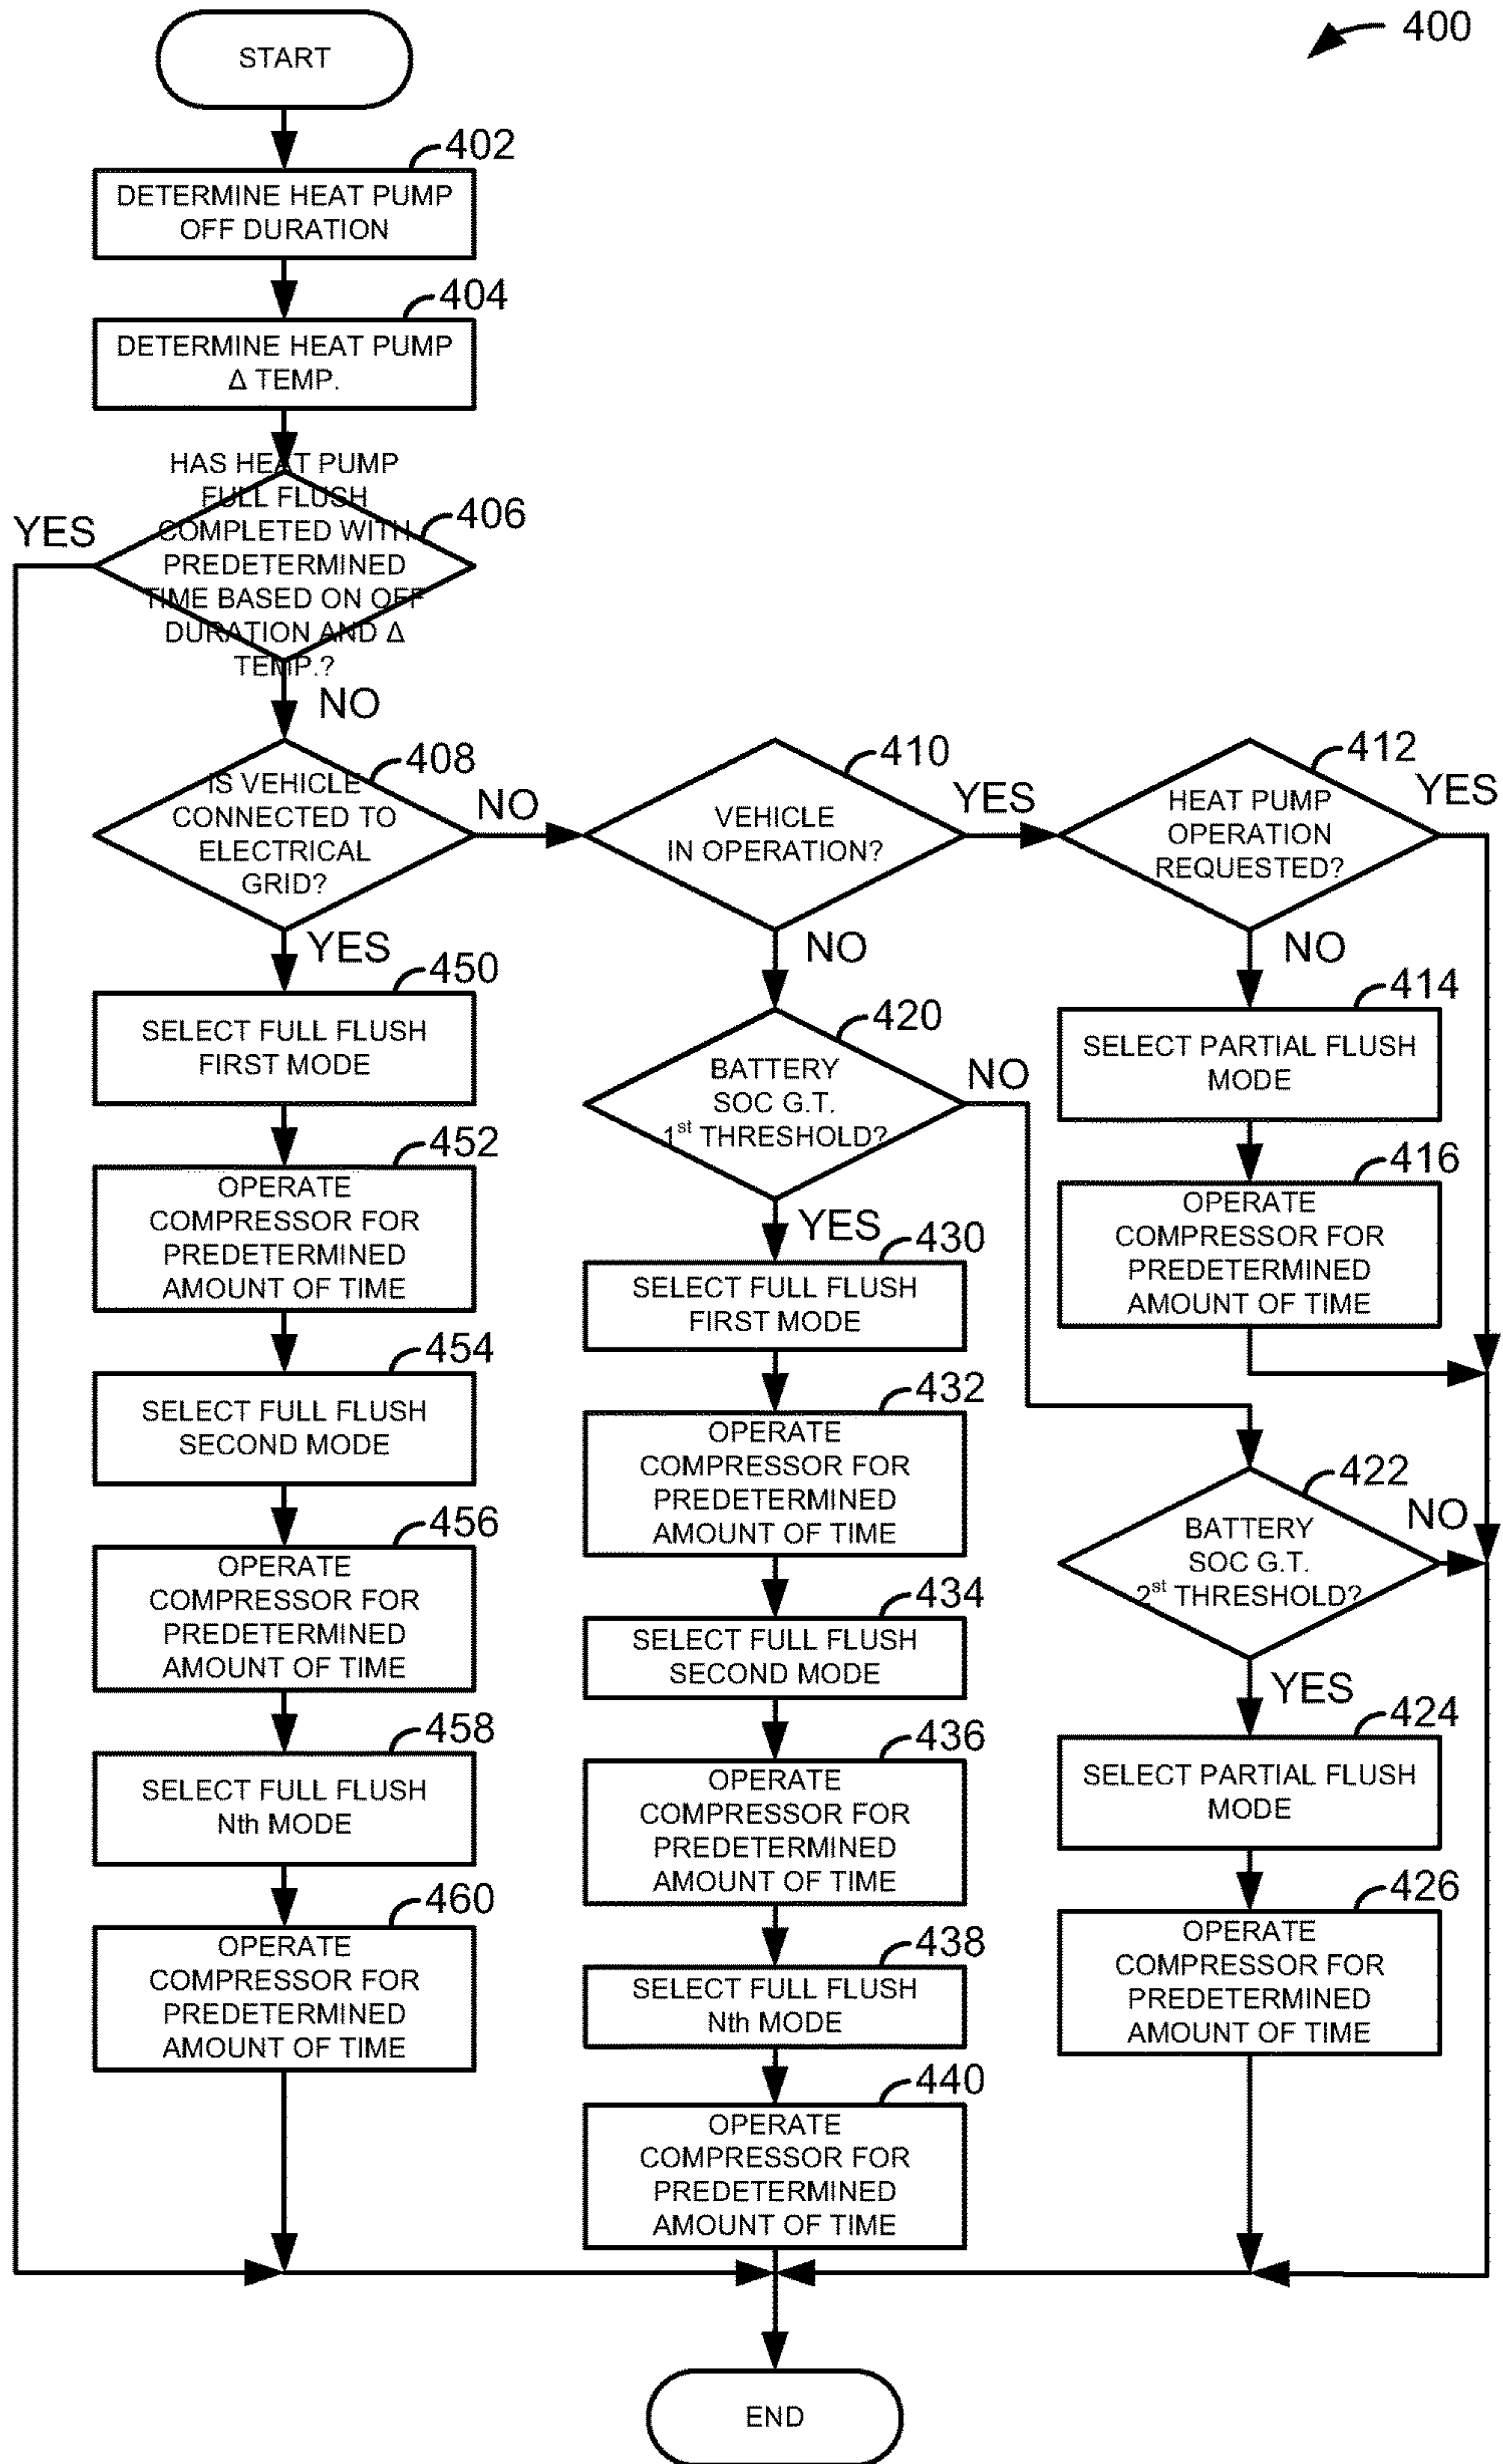 400
START
402
DETERMINE HEAT PUMP
OFF DURATION
404
DETERMINE HEAT PUMP
Δ TEMP.
HAS HEAT PUMP
FULL FLUSH
COMPLETED WITH
PREDETERMINED
TIME BASED ON OFF
DURATION AND Δ
TEMP.?
406
YES
NO
408
IS VEHICLE
CONNECTED TO
ELECTRICAL
GRID?
NO
YES
410
VEHICLE
IN OPERATION?
YES
NO
412
HEAT PUMP
OPERATION
REQUESTED?
YES
NO
450
SELECT FULL FLUSH
FIRST MODE
452
OPERATE
COMPRESSOR FOR
PREDETERMINED
AMOUNT OF TIME
454
SELECT FULL FLUSH
SECOND MODE
456
OPERATE
COMPRESSOR FOR
PREDETERMINED
AMOUNT OF TIME
458
SELECT FULL FLUSH
Nth MODE
460
OPERATE
COMPRESSOR FOR
PREDETERMINED
AMOUNT OF TIME
420
BATTERY
SOC G.T.
1st THRESHOLD?
NO
YES
430
SELECT FULL FLUSH
FIRST MODE
432
OPERATE
COMPRESSOR FOR
PREDETERMINED
AMOUNT OF TIME
434
SELECT FULL FLUSH
SECOND MODE
436
OPERATE
COMPRESSOR FOR
PREDETERMINED
AMOUNT OF TIME
438
SELECT FULL FLUSH
Nth MODE
440
OPERATE
COMPRESSOR FOR
PREDETERMINED
AMOUNT OF TIME
414
SELECT PARTIAL FLUSH
MODE
416
OPERATE
COMPRESSOR FOR
PREDETERMINED
AMOUNT OF TIME
422
BATTERY
SOC G.T.
2st THRESHOLD?
NO
YES
424
SELECT PARTIAL FLUSH
MODE
426
OPERATE
COMPRESSOR FOR
PREDETERMINED
AMOUNT OF TIME
END